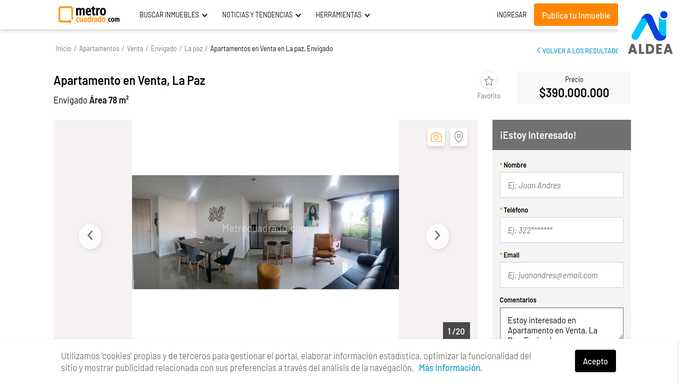 metro
cuadrado.com
BUSCAR INMUEBLES
NOTICIAS Y TENDENCIAS
HERRAMIENTAS
INGRESAR
Publica tu Inmueble
ALDEA
Inicio / Apartamentos / Venta / Envigado / La paz / Apartamentos en Venta en La paz, Envigado
VOLVER A LOS RESULTADO
Apartamento en Venta, La Paz
Envigado Área 78 m²
Favorito
Precio
$390.000.000
Metrocuadrado.com
1/20
¡Estoy Interesado!
* Nombre
Ej: Juan Andres
* Teléfono
Ej: 322*******
* Email
Ej: juanandres@email.com
Comentarios
Estoy interesado en
Apartamento en Venta, La
Utilizamos 'cookies' propias y de terceros para gestionar el portal, elaborar información estadística, optimizar la funcionalidad del
sitio y mostrar publicidad relacionada con sus preferencias a través del análisis de la navegación. Más información.
Acepto